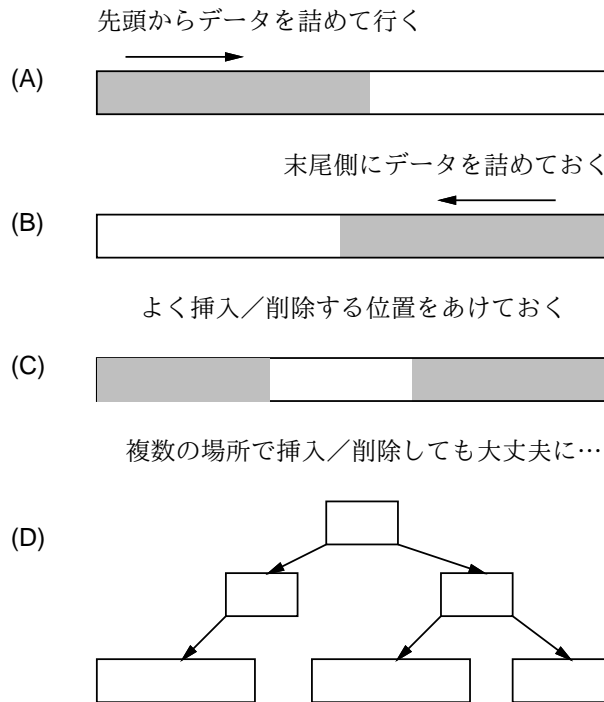 先頭からデータを詰めて行く
(A)
末尾側にデータを詰めておく
(B)
よく挿入／削除する位置をあけておく
(C)
複数の場所で挿入／削除しても大丈夫に…
(D)